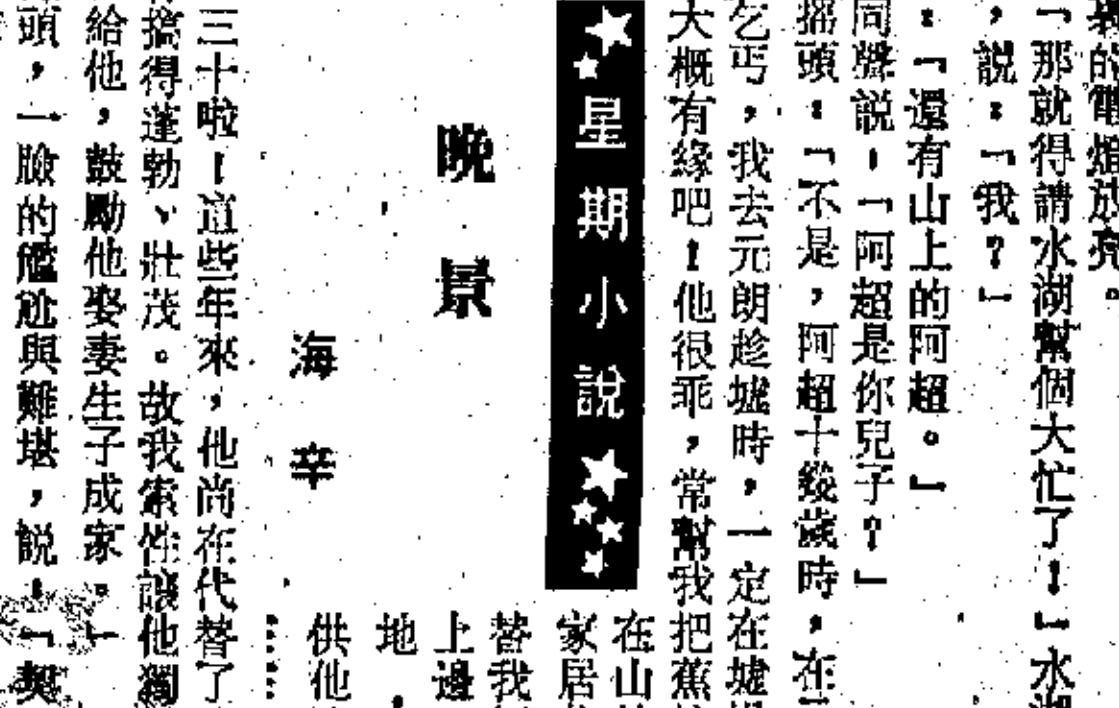 的電燈放亮。
「那就得請水湖幫個大忙了!」水湖
,說:「我?」
:「還有山上的阿超。」
同聲說:「阿超是你兒子?」
搖頭:「不是,阿超十幾歲時,在
乞丐,我去元朗趁墟時,一定在墟
大概有緣吧!他很乖,常幫我把蕉
星期小說
晚景
海辛
在山
家居
替我
上邊
地,
供他
……
三十啦!這些年來,他尚在代替了
搞得蓬勃、壯茂。故我索性讓他獨
給他,鼓勵他娶妻生子成家。」
頭,一臉的尷尬與難堪,說:「契